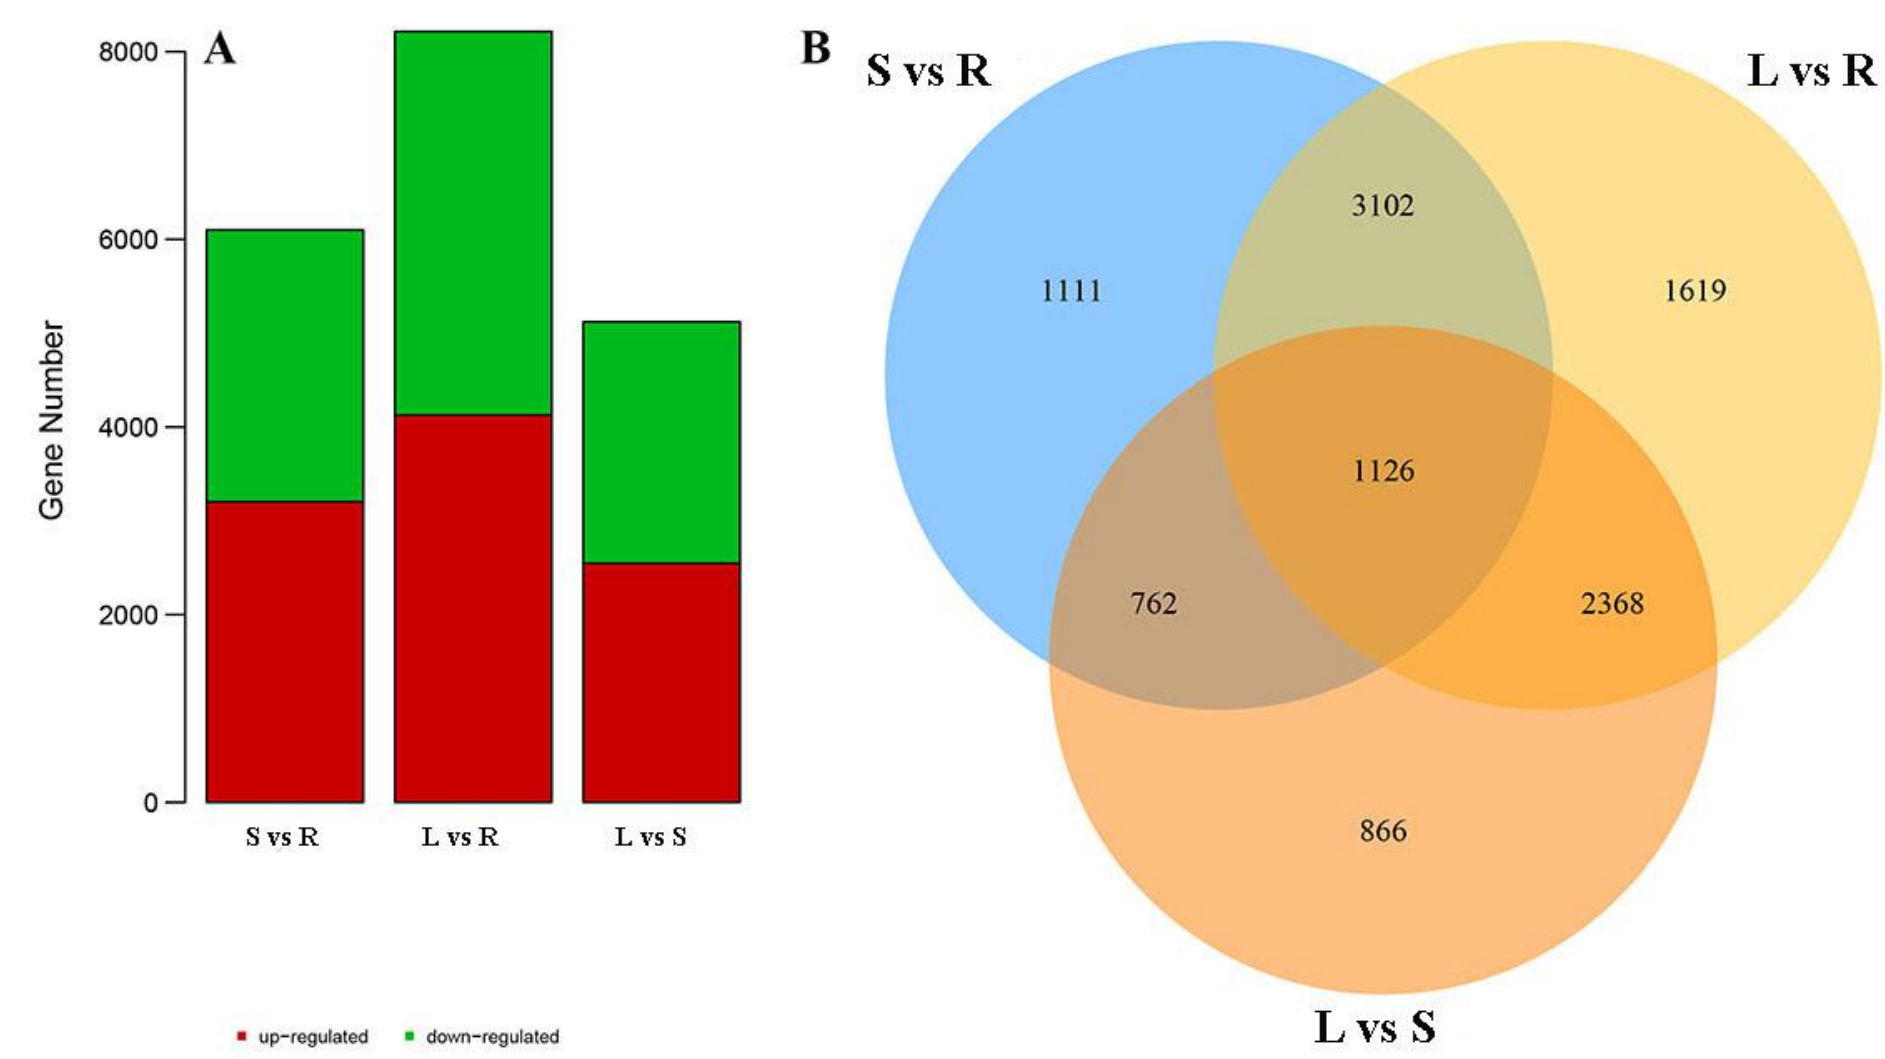 A
8000
6000
4000
2000
0
Gene Number
S vs R
L vs R
L vs S
up-regulated
down-regulated
B
S vs R
L vs R
3102
1111
1619
1126
762
2368
866
L vs S